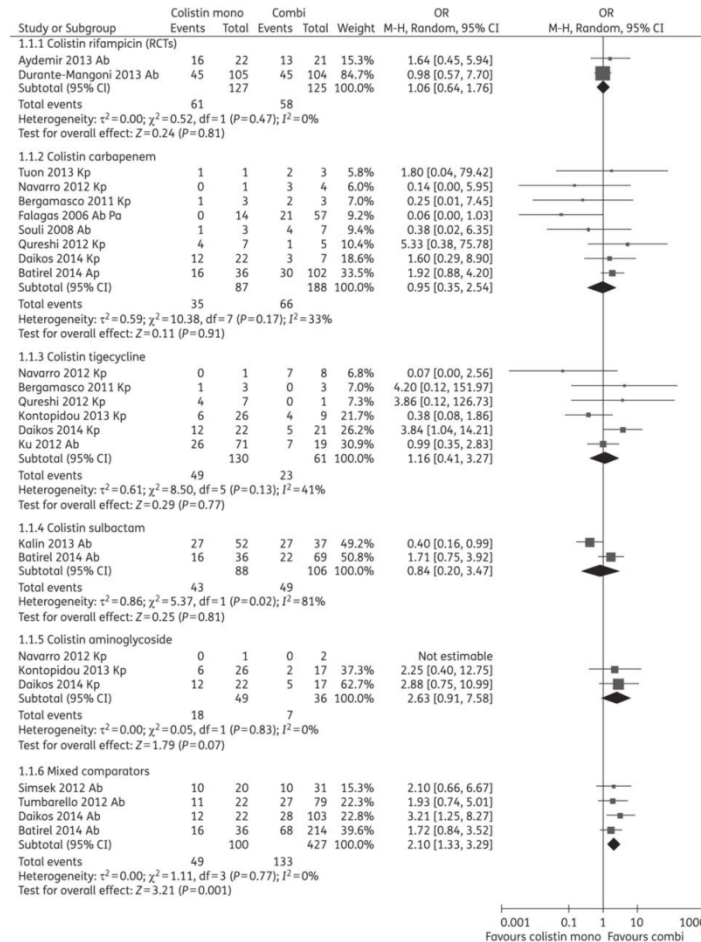 Colistin mono Combi OR OR
Study or Subgroup Events Total Events Total Weight M-H, Random, 95% CI M-H, Random, 95% CI
1.1.1 Colistin rifampicin (RCTs)
Aydemir 2013 Ab 16 22 13 21 15.3% 1.64 (0.45, 5.94)
Durante-Mangoni 2013 Ab 45 105 45 104 84.7% 0.98 (0.57, 7.70)
Subtotal (95% CI) 127 125 100.0% 1.06 (0.64, 1.76)
Total events 61 58
Heterogeneity: τ²=0.00; χ²=0.52, df=1 (P=0.47); I²=0%
Test for overall effect: Z=0.24 (P=0.81)
1.1.2 Colistin carbapenem
Tuon 2013 Kp 1 1 2 3 5.8% 1.80 (0.04, 79.42)
Navarro 2012 Kp 0 1 3 4 6.0% 0.14 (0.00, 5.95)
Bergamasco 2011 Kp 1 3 2 3 7.0% 0.25 (0.01, 7.45)
Falagas 2006 Ab Pa 0 14 21 57 9.2% 0.06 (0.00, 1.03)
Souli 2008 Ab 1 3 4 7 9.5% 0.38 (0.02, 6.35)
Qureshi 2012 Kp 4 7 1 5 10.4% 5.33 (0.38, 75.78)
Daikos 2014 Kp 12 22 3 7 18.6% 1.60 (0.29, 8.90)
Batirel 2014 Ap 16 36 30 102 33.5% 1.92 (0.88, 4.20)
Subtotal (95% CI) 87 188 100.0% 0.95 (0.35, 2.54)
Total events 35 66
Heterogeneity: τ²=0.59; χ²=10.38, df=7 (P=0.17); I²=33%
Test for overall effect: Z=0.11 (P=0.91)
1.1.3 Colistin tigecycline
Navarro 2012 Kp 0 1 7 8 6.8% 0.07 (0.00, 2.56)
Bergamasco 2011 Kp 1 3 0 3 7.0% 4.20 (0.12, 151.97)
Qureshi 2012 Kp 4 7 0 1 7.3% 3.86 (0.12, 126.73)
Kontopidou 2013 Kp 6 26 4 9 21.7% 0.38 (0.08, 1.86)
Daikos 2014 Kp 12 22 5 21 26.2% 3.84 (1.04, 14.21)
Ku 2012 Ab 26 71 7 19 30.9% 0.99 (0.35, 2.83)
Subtotal (95% CI) 130 61 100.0% 1.16 (0.41, 3.27)
Total events 49 23
Heterogeneity: τ²=0.61; χ²=8.50, df=5 (P=0.13); I²=41%
Test for overall effect: Z=0.29 (P=0.77)
1.1.4 Colistin sulbactam
Kalin 2013 Ab 27 52 27 37 49.2% 0.40 (0.16, 0.99)
Batirel 2014 Ab 16 36 22 69 50.8% 1.71 (0.75, 3.92)
Subtotal (95% CI) 88 106 100.0% 0.84 (0.20, 3.47)
Total events 43 49
Heterogeneity: τ²=0.86; χ²=5.37, df=1 (P=0.02); I²=81%
Test for overall effect: Z=0.25 (P=0.81)
1.1.5 Colistin aminoglycoside
Navarro 2012 Kp 0 1 0 2 Not estimable
Kontopidou 2013 Kp 6 26 2 17 37.3% 2.25 (0.40, 12.75)
Daikos 2014 Kp 12 22 5 17 62.7% 2.88 (0.75, 10.99)
Subtotal (95% CI) 49 36 100.0% 2.63 (0.91, 7.58)
Total events 18 7
Heterogeneity: τ²=0.00; χ²=0.05, df=1 (P=0.83); I²=0%
Test for overall effect: Z=1.79 (P=0.07)
1.1.6 Mixed comparators
Simsek 2012 Ab 10 20 10 31 15.3% 2.10 (0.66, 6.67)
Tumbarello 2012 Ab 11 22 27 79 22.3% 1.93 (0.74, 5.01)
Daikos 2014 Ab 12 22 28 103 22.8% 3.21 (1.25, 8.27)
Batirel 2014 Ab 16 36 68 214 39.6% 1.72 (0.84, 3.52)
Subtotal (95% CI) 100 427 100.0% 2.10 (1.33, 3.29)
Total events 49 133
Heterogeneity: τ²=0.00; χ²=1.11, df=3 (P=0.77); I²=0%
Test for overall effect: Z=3.21 (P=0.001)
0.001 0.1 1 10 1000
Favours colistin mono Favours combi